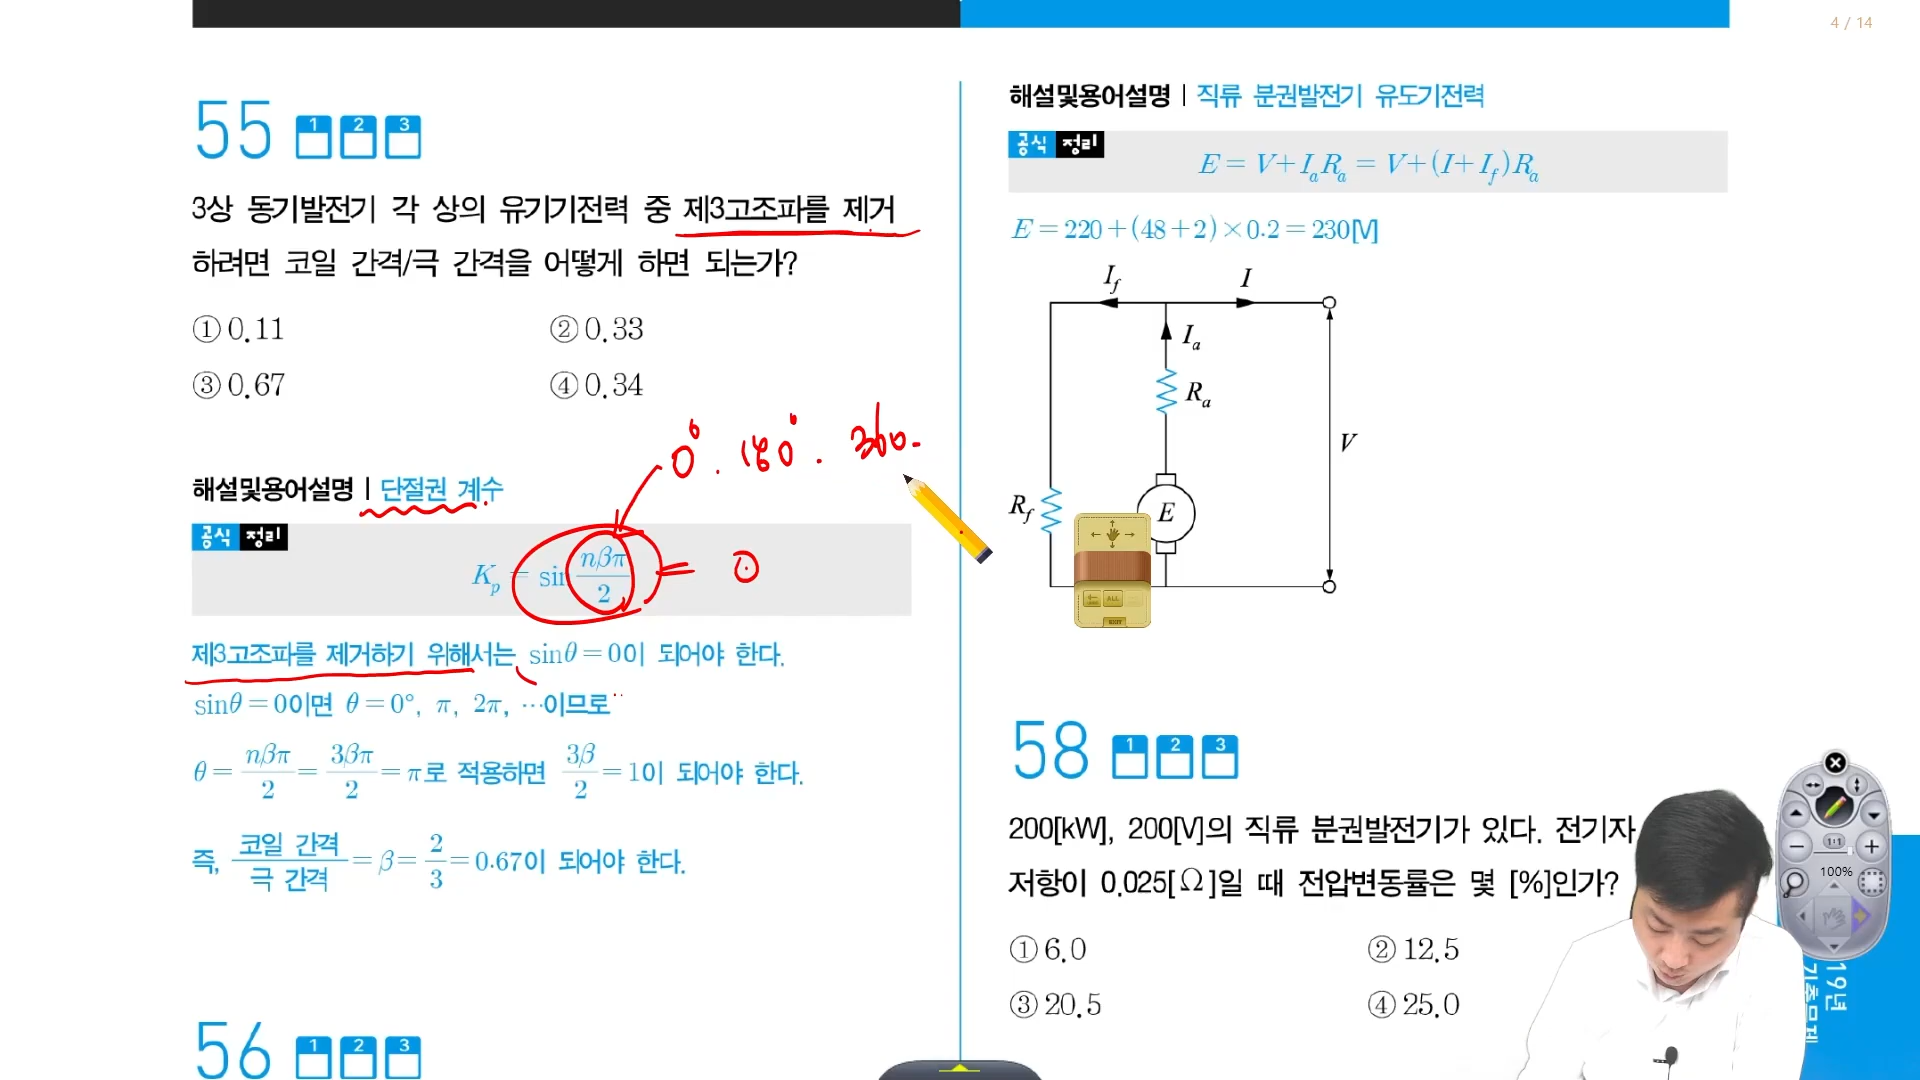 4 / 14
55 1 2 3
3상 동기발전기 각 상의 유기기전력 중 제3고조파를 제거
하려면 코일 간격/극 간격을 어떻게 하면 되는가?
① 0.11 ② 0.33
③ 0.67 ④ 0.34
0°. 180°. 360.
해설및용어설명 | 단절권 계수
공식 정리
K_p = sin nβπ/2 = 0
제3고조파를 제거하기 위해서는 sinθ = 0이 되어야 한다.
sinθ = 0이면 θ = 0°, π, 2π, …이므로
θ = nβπ/2 = 3βπ/2 = π로 적용하면 3β/2 = 1이 되어야 한다.
즉, 코일 간격/극 간격 = β = 2/3 = 0.67이 되어야 한다.
56 1 2 3
해설및용어설명 | 직류 분권발전기 유도기전력
공식 정리
E = V + I_a R_a = V + (I + I_f) R_a
E = 220 + (48 + 2) × 0.2 = 230[V]
I_f I
I_a
R_a
V
R_f E
ALL
EXIT
58 1 2 3
200[kW], 200[V]의 직류 분권발전기가 있다. 전기자
저항이 0.025[Ω]일 때 전압변동률은 몇 [%]인가?
① 6.0 ② 12.5
③ 20.5 ④ 25.0
1:1
100%
19년
기출문제